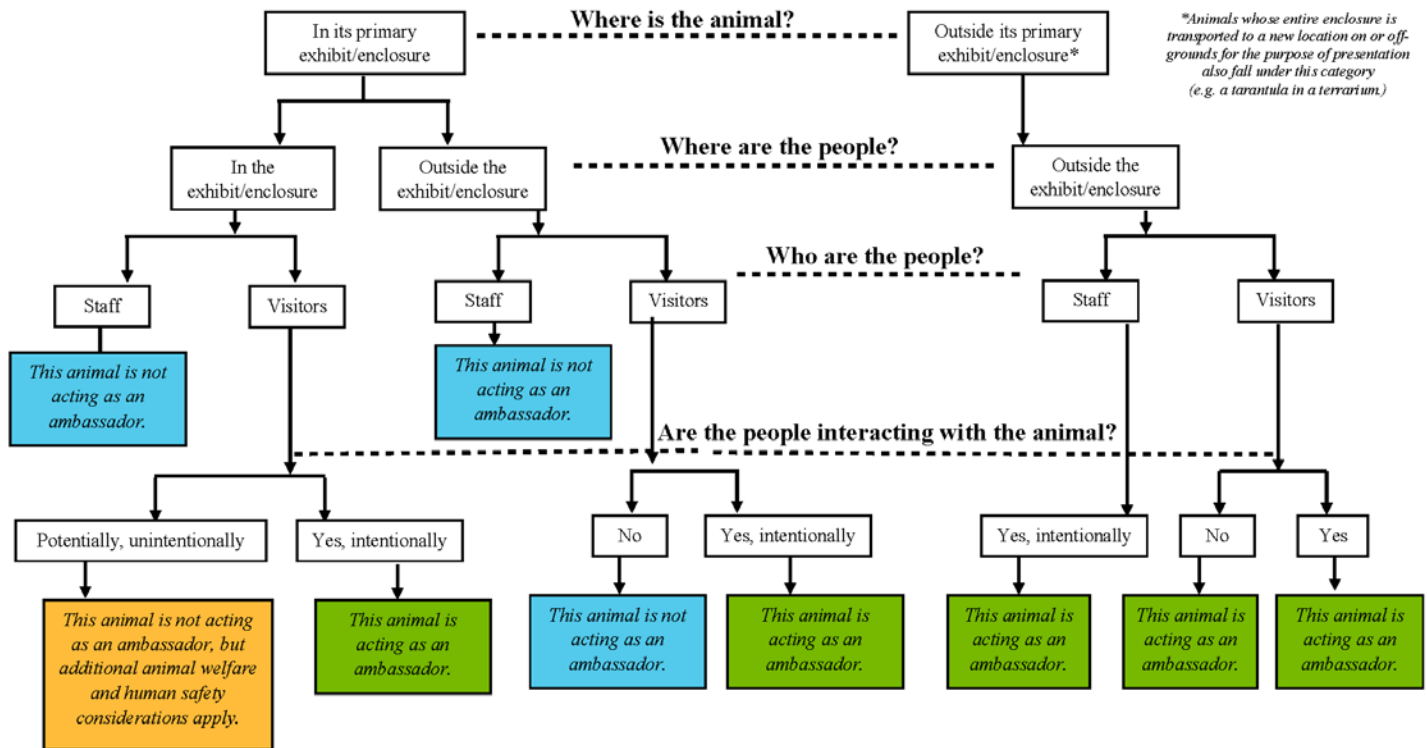 Where is the animal?
In its primary
exhibit/enclosure
Outside its primary
exhibit/enclosure*
*Animals whose entire enclosure is
transported to a new location on or off-
grounds for the purpose of presentation
also fall under this category
(e.g. a tarantula in a terrarium.)
Where are the people?
In the
exhibit/enclosure
Outside the
exhibit/enclosure
Outside the
exhibit/enclosure
Who are the people?
Staff
Visitors
Staff
Visitors
Staff
Visitors
This animal is not
acting as an
ambassador.
This animal is not
acting as an
ambassador.
Are the people interacting with the animal?
Potentially, unintentionally
Yes, intentionally
No
Yes, intentionally
Yes, intentionally
No
Yes
This animal is not acting
as an ambassador, but
additional animal welfare
and human safety
considerations apply.
This animal is
acting as an
ambassador.
This animal is not
acting as an
ambassador.
This animal is
acting as an
ambassador.
This animal is
acting as an
ambassador.
This animal is
acting as an
ambassador.
This animal is
acting as an
ambassador.